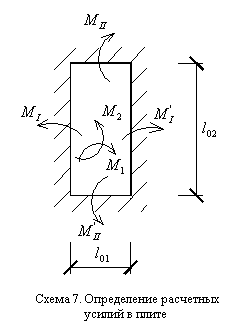 M_II
M_I
M_2
M'_I
M_1
l_02
M'_II
l_01
Схема 7. Определение расчетных
усилий в плите